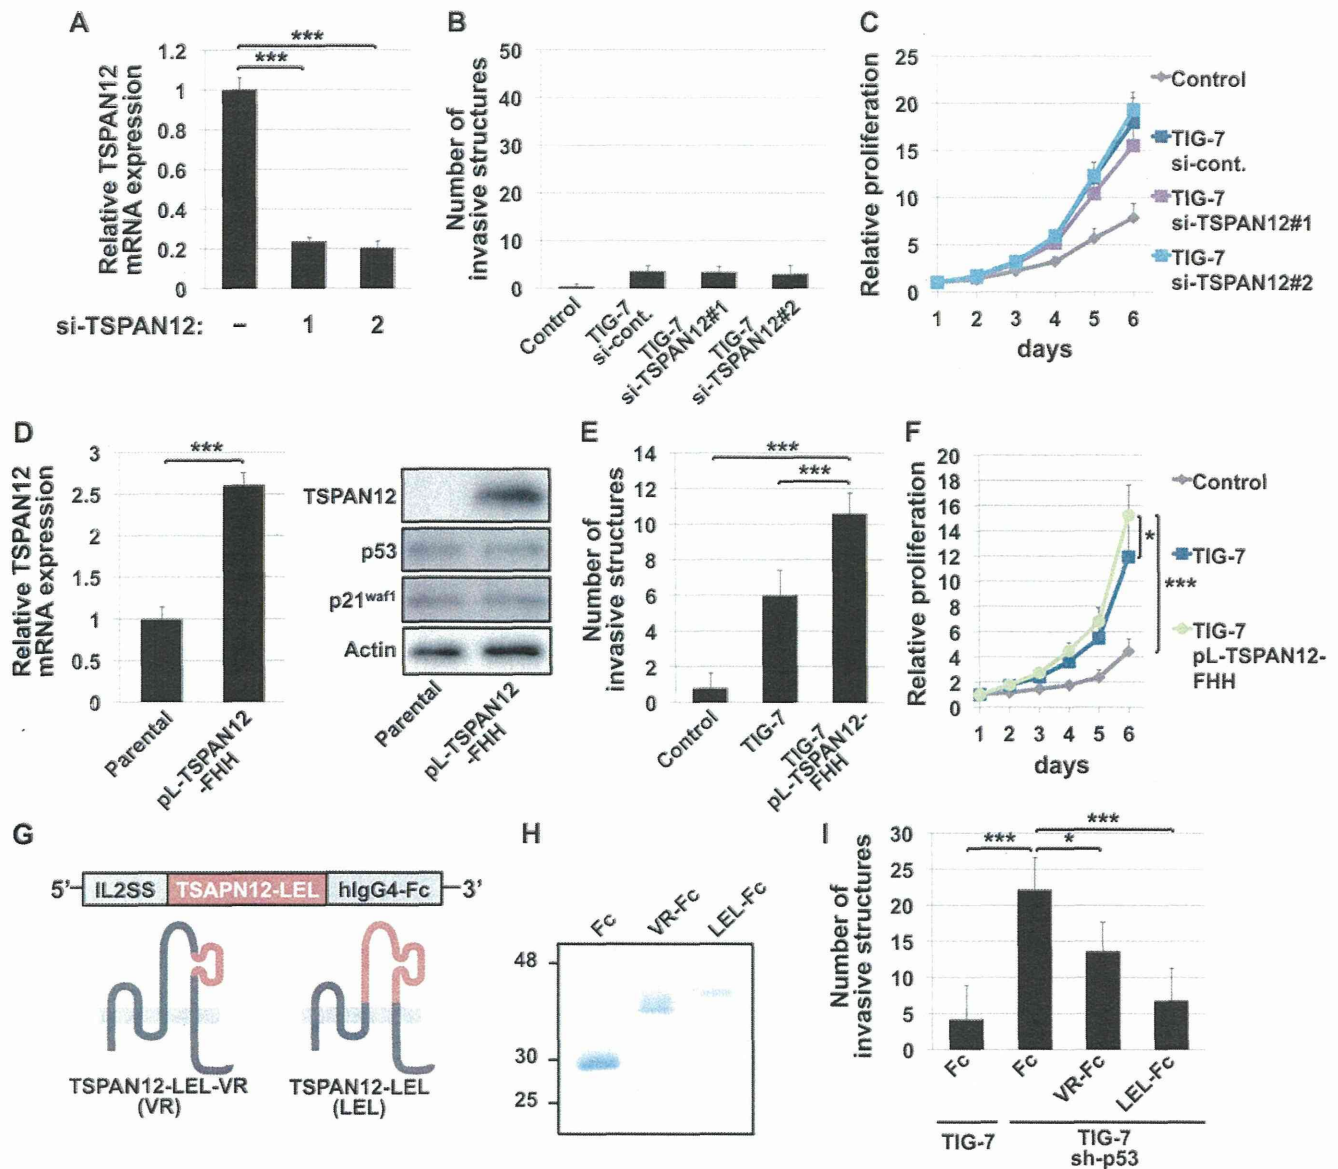 A
Relative TSPAN12
mRNA expression
1.2
1
0.8
0.6
0.4
0.2
0
***
***
si-TSPAN12:
–
1
2
B
Number of
invasive structures
50
40
30
20
10
0
Control
TIG-7
si-cont.
TIG-7
si-TSPAN12#1
TIG-7
si-TSPAN12#2
C
Relative proliferation
25
20
15
10
5
0
1 2 3 4 5 6
days
Control
TIG-7
si-cont.
TIG-7
si-TSPAN12#1
TIG-7
si-TSPAN12#2
D
Relative TSPAN12
mRNA expression
3
2.5
2
1.5
1
0.5
0
***
Parental
pL-TSPAN12
-FHH
TSPAN12
p53
p21waf1
Actin
Parental
pL-TSPAN12
-FHH
E
Number of
invasive structures
14
12
10
8
6
4
2
0
***
***
Control
TIG-7
TIG-7
pL-TSPAN12-
FHH
F
Relative proliferation
20
18
16
14
12
10
8
6
4
2
0
1 2 3 4 5 6
days
*
***
Control
TIG-7
TIG-7
pL-TSPAN12-
FHH
G
5’ IL2SS TSAPN12-LEL hIgG4-Fc 3’
TSPAN12-LEL-VR
(VR)
TSPAN12-LEL
(LEL)
H
Fc
VR-Fc
LEL-Fc
48
30
25
I
Number of
invasive structures
30
25
20
15
10
5
0
***
***
*
Fc
Fc
VR-Fc
LEL-Fc
TIG-7
TIG-7
sh-p53